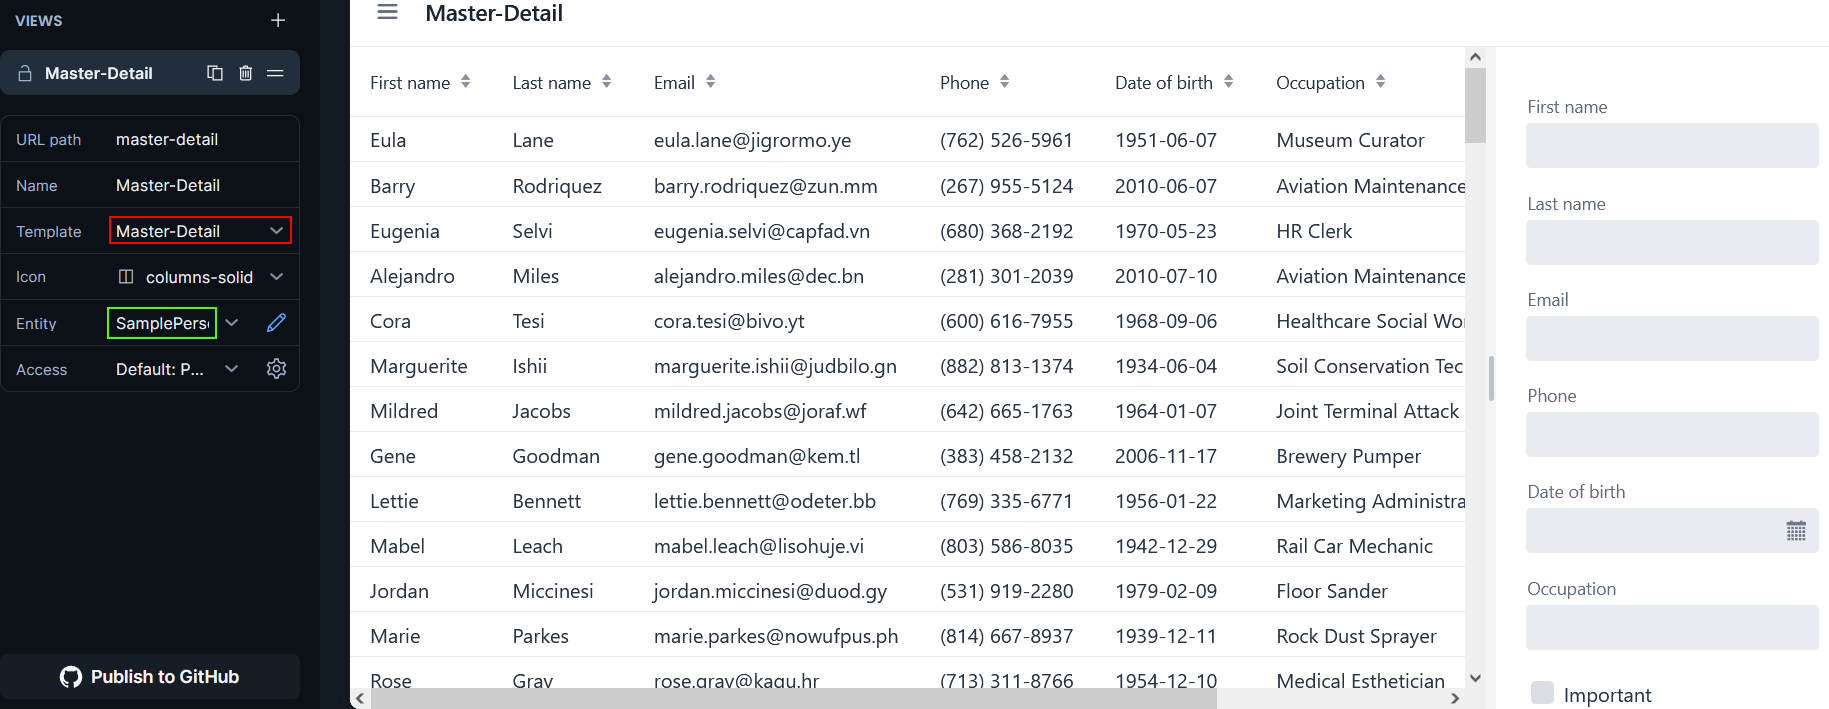 VIEWS
Master-Detail
URL path master-detail
Name Master-Detail
Template Master-Detail
Icon columns-solid
Entity SamplePers
Access Default: P...
Publish to GitHub
Master-Detail
First name Last name Email Phone Date of birth Occupation
Eula Lane eula.lane@jigrormo.ye (762) 526-5961 1951-06-07 Museum Curator
Barry Rodriquez barry.rodriquez@zun.mm (267) 955-5124 2010-06-07 Aviation Maintenance
Eugenia Selvi eugenia.selvi@capfad.vn (680) 368-2192 1970-05-23 HR Clerk
Alejandro Miles alejandro.miles@dec.bn (281) 301-2039 2010-07-10 Aviation Maintenance
Cora Tesi cora.tesi@bivo.yt (600) 616-7955 1968-09-06 Healthcare Social Wo
Marguerite Ishii marguerite.ishii@judbilo.gn (882) 813-1374 1934-06-04 Soil Conservation Tec
Mildred Jacobs mildred.jacobs@joraf.wf (642) 665-1763 1964-01-07 Joint Terminal Attack
Gene Goodman gene.goodman@kem.tl (383) 458-2132 2006-11-17 Brewery Pumper
Lettie Bennett lettie.bennett@odeter.bb (769) 335-6771 1956-01-22 Marketing Administra
Mabel Leach mabel.leach@lisohuje.vi (803) 586-8035 1942-12-29 Rail Car Mechanic
Jordan Miccinesi jordan.miccinesi@duod.gy (531) 919-2280 1979-02-09 Floor Sander
Marie Parkes marie.parkes@nowufpus.ph (814) 667-8937 1939-12-11 Rock Dust Sprayer
Rose Gray rose.gray@kagu.hr (713) 311-8766 1954-12-10 Medical Esthetician
First name
Last name
Email
Phone
Date of birth
Occupation
Important